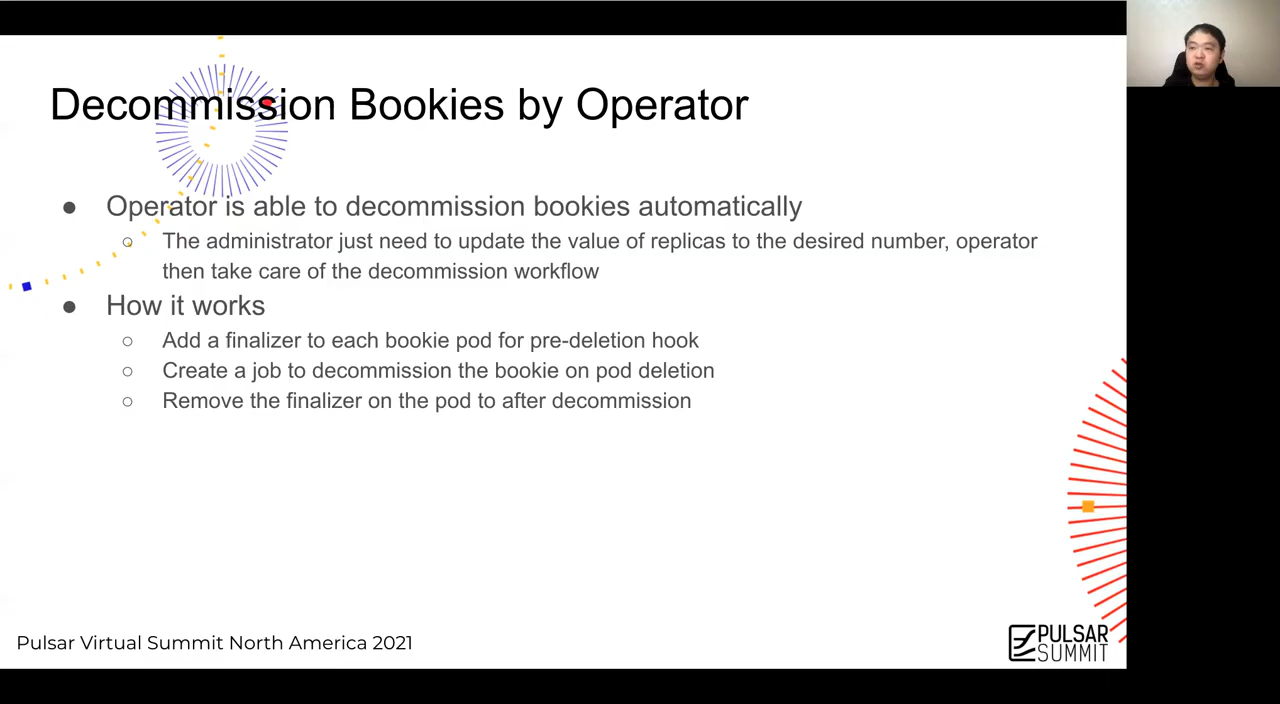 Decommission Bookies by Operator
● Operator is able to decommission bookies automatically
○ The administrator just need to update the value of replicas to the desired number, operator
then take care of the decommission workflow
● How it works
○ Add a finalizer to each bookie pod for pre-deletion hook
○ Create a job to decommission the bookie on pod deletion
○ Remove the finalizer on the pod to after decommission
Pulsar Virtual Summit North America 2021
PULSAR
SUMMIT